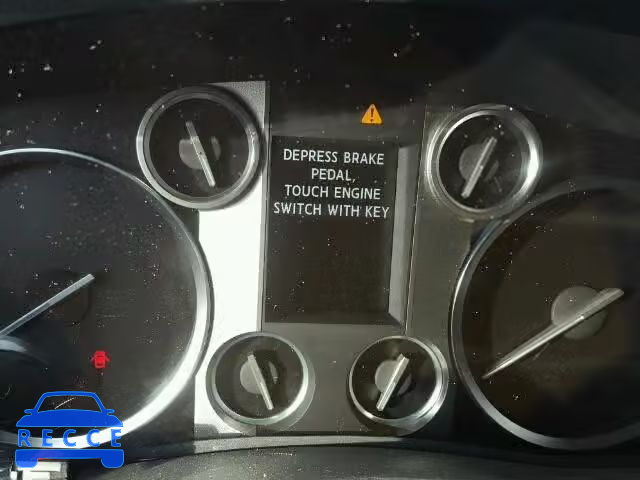 DEPRESS BRAKE
PEDAL,
TOUCH ENGINE
SWITCH WITH KEY
RECCE